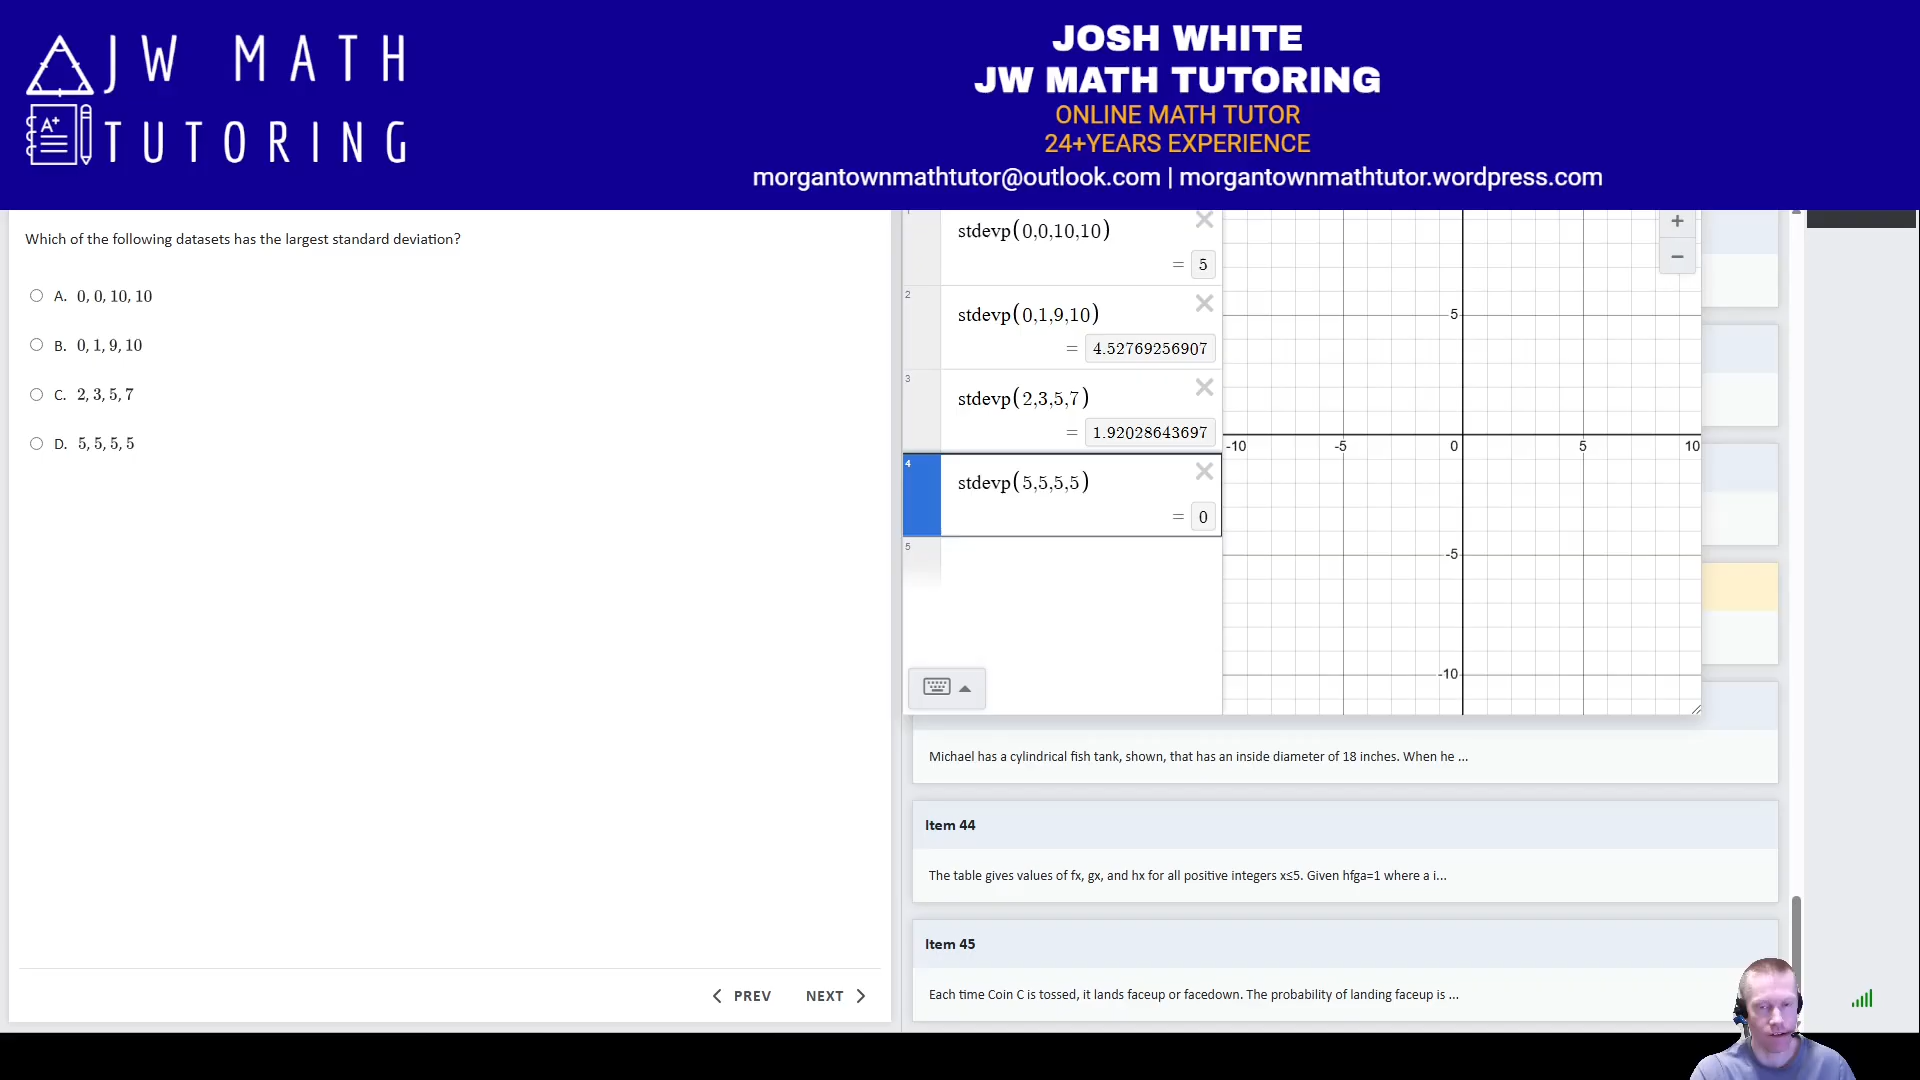 JW MATH
A+
TUTORING
JOSH WHITE
JW MATH TUTORING
ONLINE MATH TUTOR
24+YEARS EXPERIENCE
morgantownmathtutor@outlook.com | morgantownmathtutor.wordpress.com
Which of the following datasets has the largest standard deviation?
A. 0, 0, 10, 10
B. 0, 1, 9, 10
C. 2, 3, 5, 7
D. 5, 5, 5, 5
PREV
NEXT
stdevp(0,0,10,10)
= 5
2
stdevp(0,1,9,10)
= 4.52769256907
3
stdevp(2,3,5,7)
= 1.92028643697
4
stdevp(5,5,5,5)
= 0
5
+
−
5
-10 -5 0 5 10
-5
-10
Michael has a cylindrical fish tank, shown, that has an inside diameter of 18 inches. When he ...
Item 44
The table gives values of fx, gx, and hx for all positive integers x≤5. Given hfga=1 where a i...
Item 45
Each time Coin C is tossed, it lands faceup or facedown. The probability of landing faceup is ...